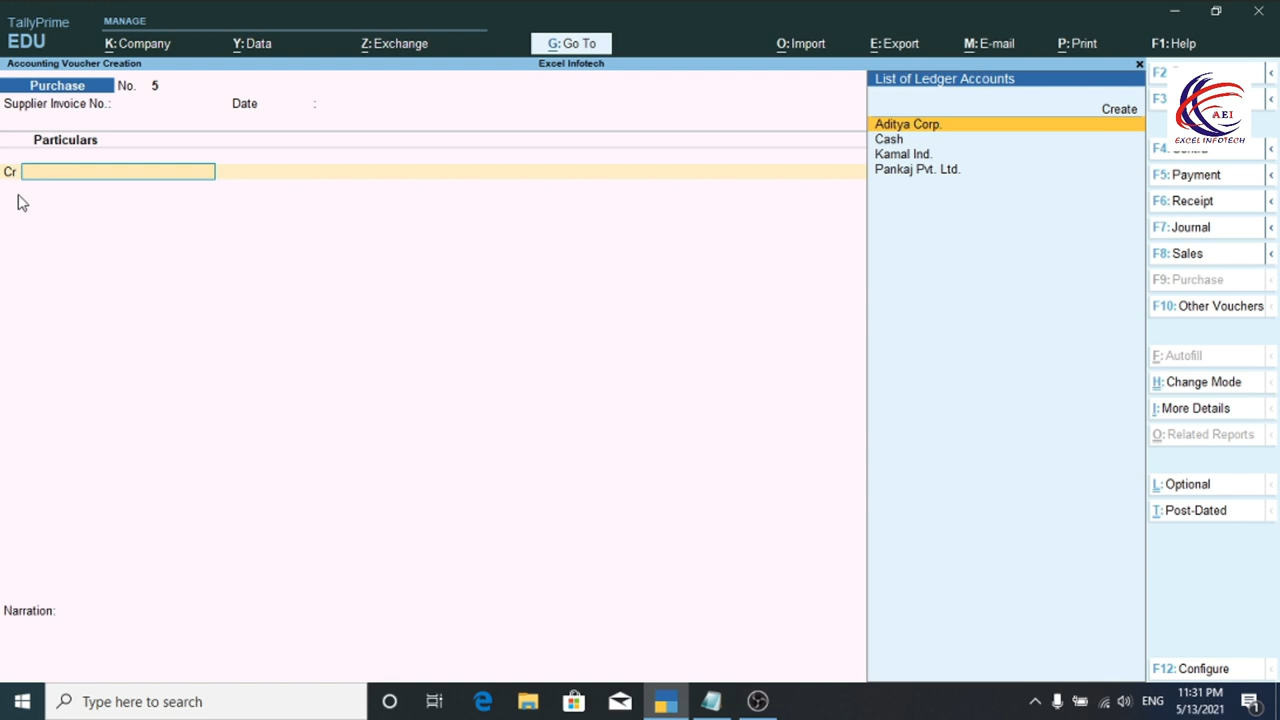 TallyPrime
EDU
MANAGE
K: Company
Y: Data
Z: Exchange
G: Go To
O: Import
E: Export
M: E-mail
P: Print
F1: Help
Accounting Voucher Creation
Excel Infotech
Purchase No. 5
Supplier Invoice No.: Date :
Particulars
Cr
Narration:
List of Ledger Accounts
Create
Aditya Corp.
Cash
Kamal Ind.
Pankaj Pvt. Ltd.
F2
F3
AEI
EXCEL INFOTECH
F4:
F5: Payment
F6: Receipt
F7: Journal
F8: Sales
F9: Purchase
F10: Other Vouchers
F: Autofill
H: Change Mode
I: More Details
O: Related Reports
L: Optional
T: Post-Dated
F12: Configure
Type here to search
ENG
11:31 PM
5/13/2021
1